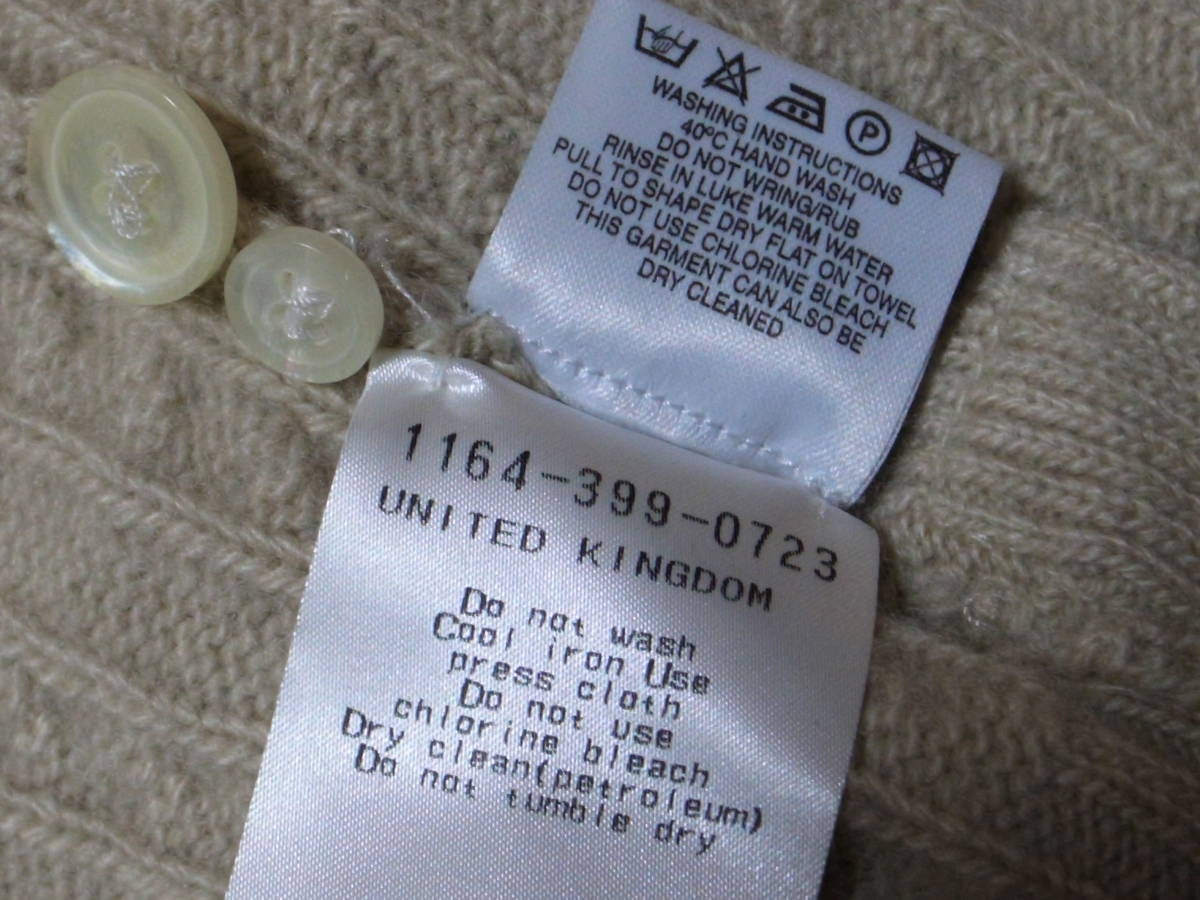 P
WASHING INSTRUCTIONS
40°C HAND WASH
DO NOT WRING/RUB
RINSE IN LUKE WARM WATER
PULL TO SHAPE DRY FLAT ON TOWEL
DO NOT USE CHLORINE BLEACH
THIS GARMENT CAN ALSO BE
DRY CLEANED
1164-399-0723
UNITED KINGDOM
Do not wash
Cool iron Use
press cloth
Do not use
chlorine bleach
Dry clean(petroleum)
Do not tumble dry